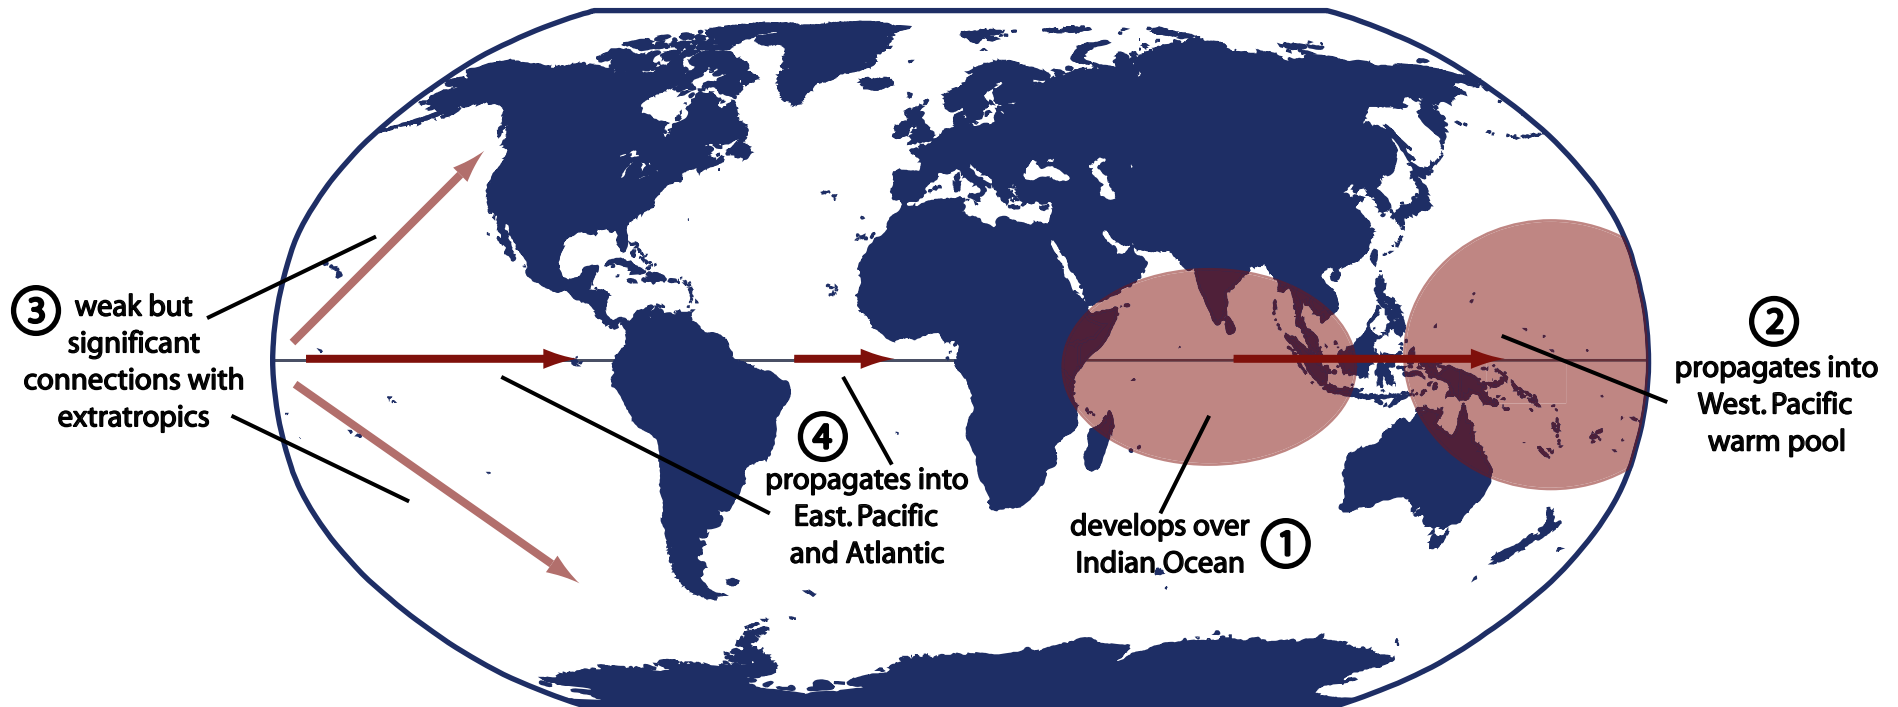 3
weak but
significant
connections with
extratropics
4
propagates into
East. Pacific
and Atlantic
develops over
Indian Ocean
1
2
propagates into
West. Pacific
warm pool